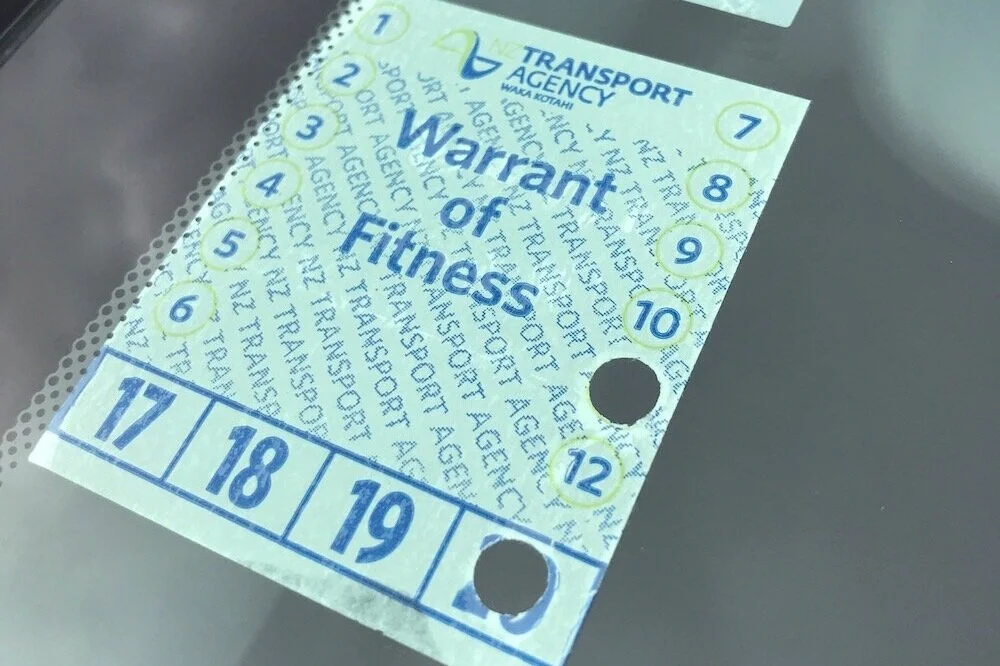 NZ TRANSPORT
AGENCY
WAKA KOTAHI
Warrant
of
Fitness
1
2
3
4
5
6
7
8
9
10
12
17 18 19